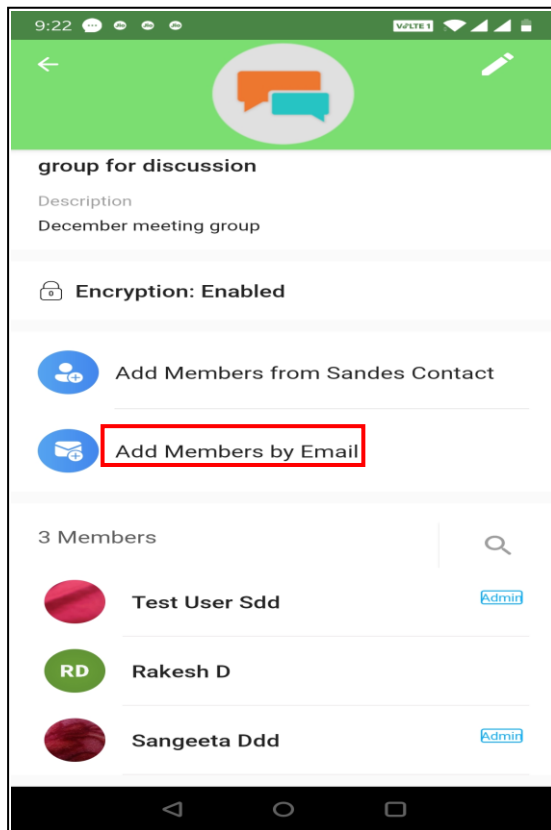 9:22
VoLTE 1
group for discussion
Description
December meeting group
Encryption: Enabled
Add Members from Sandes Contact
Add Members by Email
3 Members
Test User Sdd
Admin
RD
Rakesh D
Sangeeta Ddd
Admin